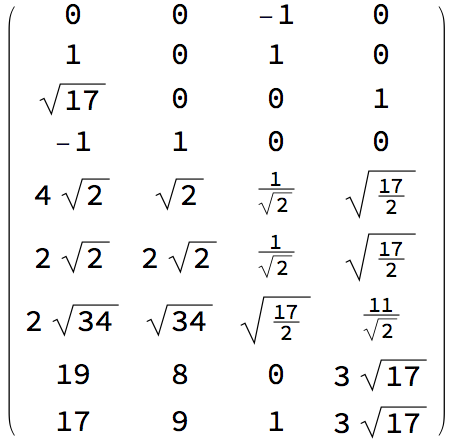 0 0 -1 0
1 0 1 0
√17 0 0 1
-1 1 0 0
4√2 √2 1/√2 √(17/2)
2√2 2√2 1/√2 √(17/2)
2√34 √34 √(17/2) 11/√2
19 8 0 3√17
17 9 1 3√17